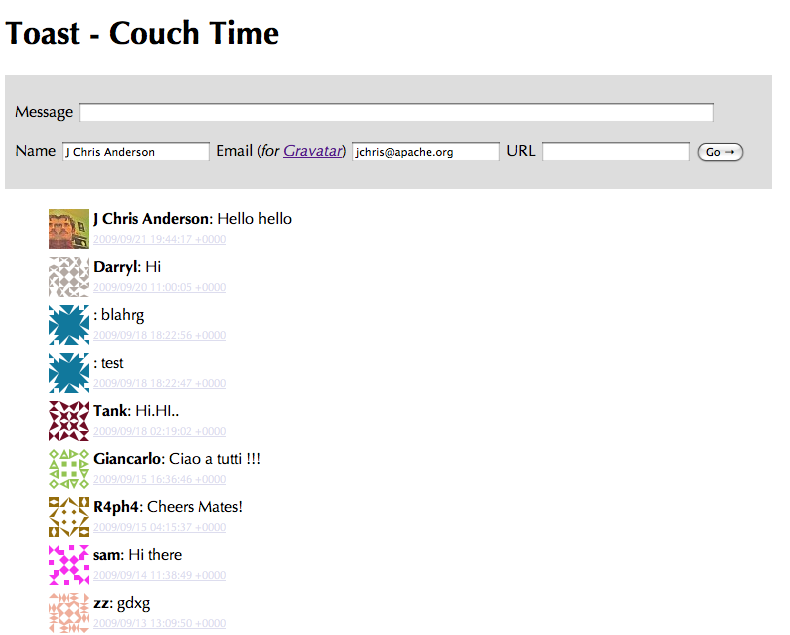 Toast - Couch Time
Message
Name J Chris Anderson Email (for Gravatar) jchris@apache.org URL Go →
J Chris Anderson: Hello hello
2009/09/21 19:44:17 +0000
Darryl: Hi
2009/09/20 11:00:05 +0000
: blahrg
2009/09/18 18:22:56 +0000
: test
2009/09/18 18:22:47 +0000
Tank: Hi.HI..
2009/09/18 02:19:02 +0000
Giancarlo: Ciao a tutti !!!
2009/09/15 16:36:46 +0000
R4ph4: Cheers Mates!
2009/09/15 04:15:37 +0000
sam: Hi there
2009/09/14 11:38:49 +0000
zz: gdxg
2009/09/13 13:09:50 +0000